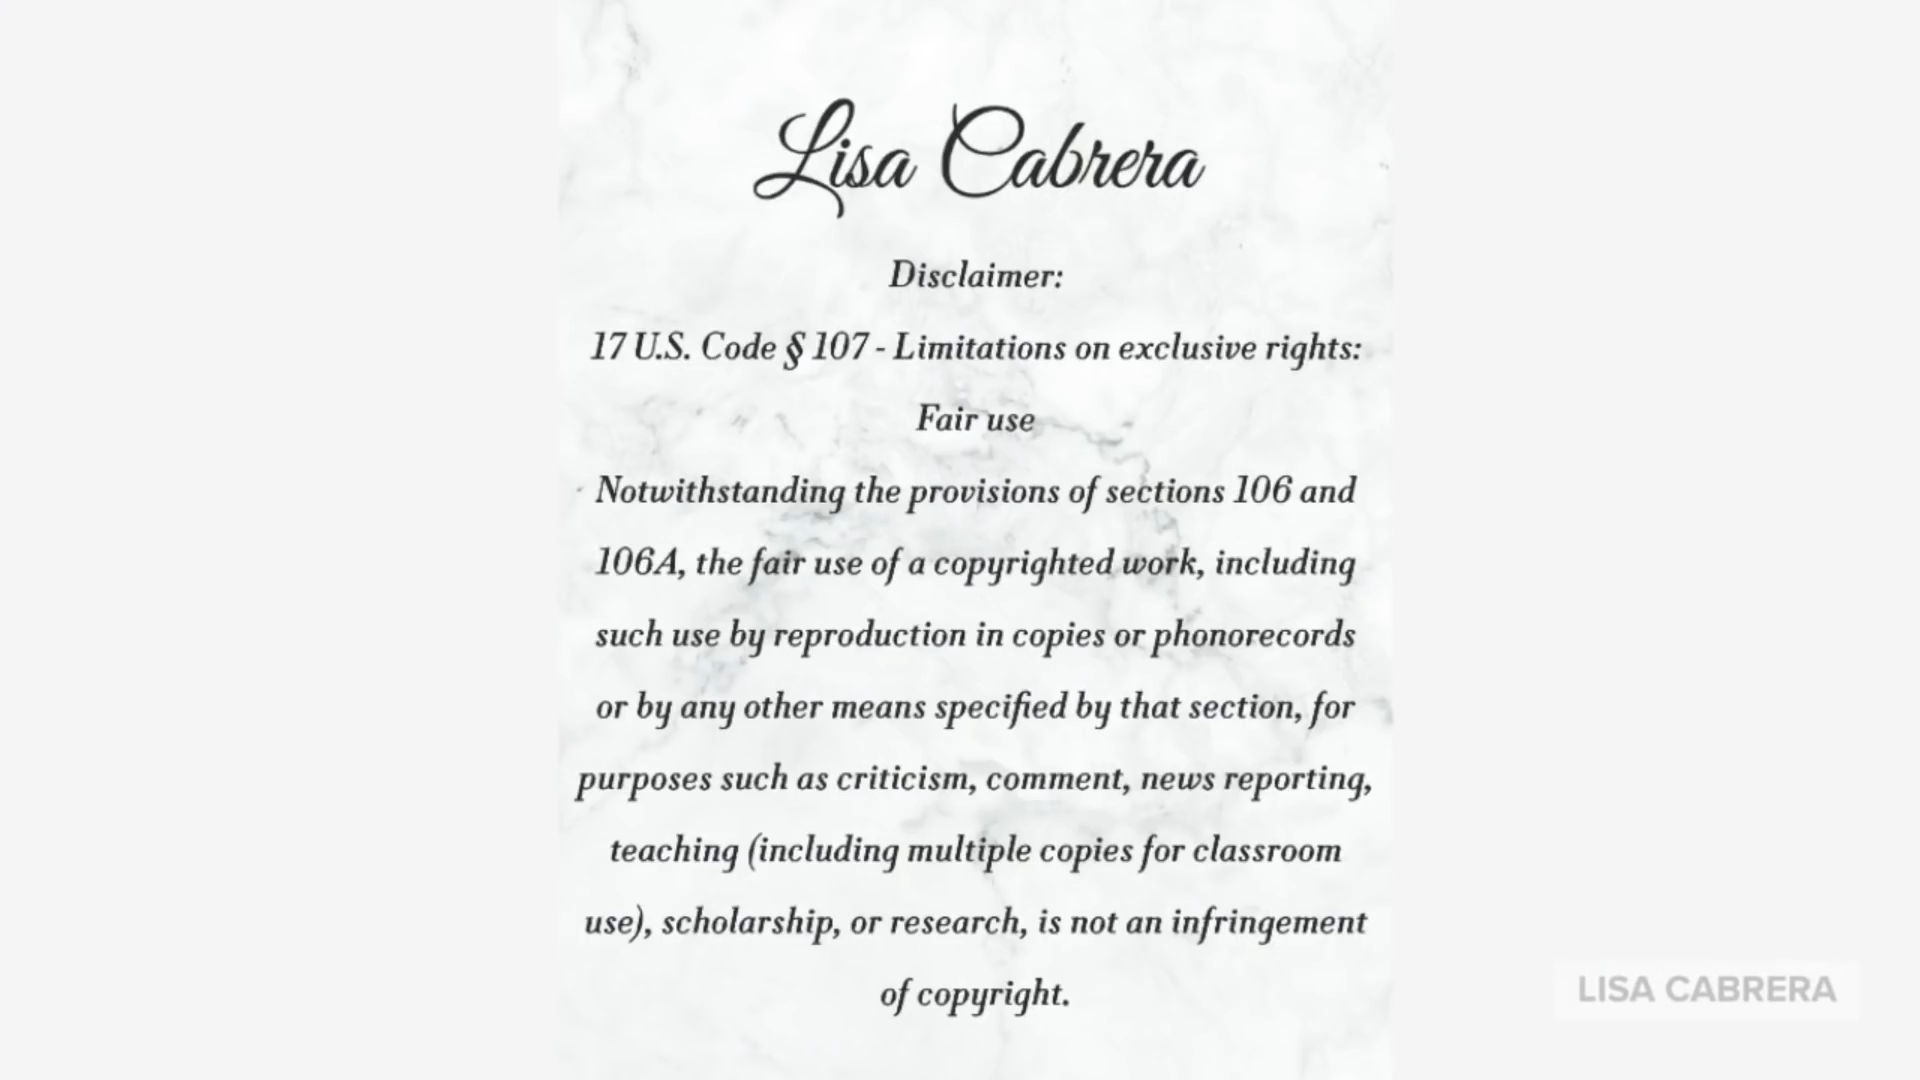 Lisa Cabrera
Disclaimer:
17 U.S. Code § 107 - Limitations on exclusive rights:
Fair use
Notwithstanding the provisions of sections 106 and
106A, the fair use of a copyrighted work, including
such use by reproduction in copies or phonorecords
or by any other means specified by that section, for
purposes such as criticism, comment, news reporting,
teaching (including multiple copies for classroom
use), scholarship, or research, is not an infringement
of copyright.
LISA CABRERA